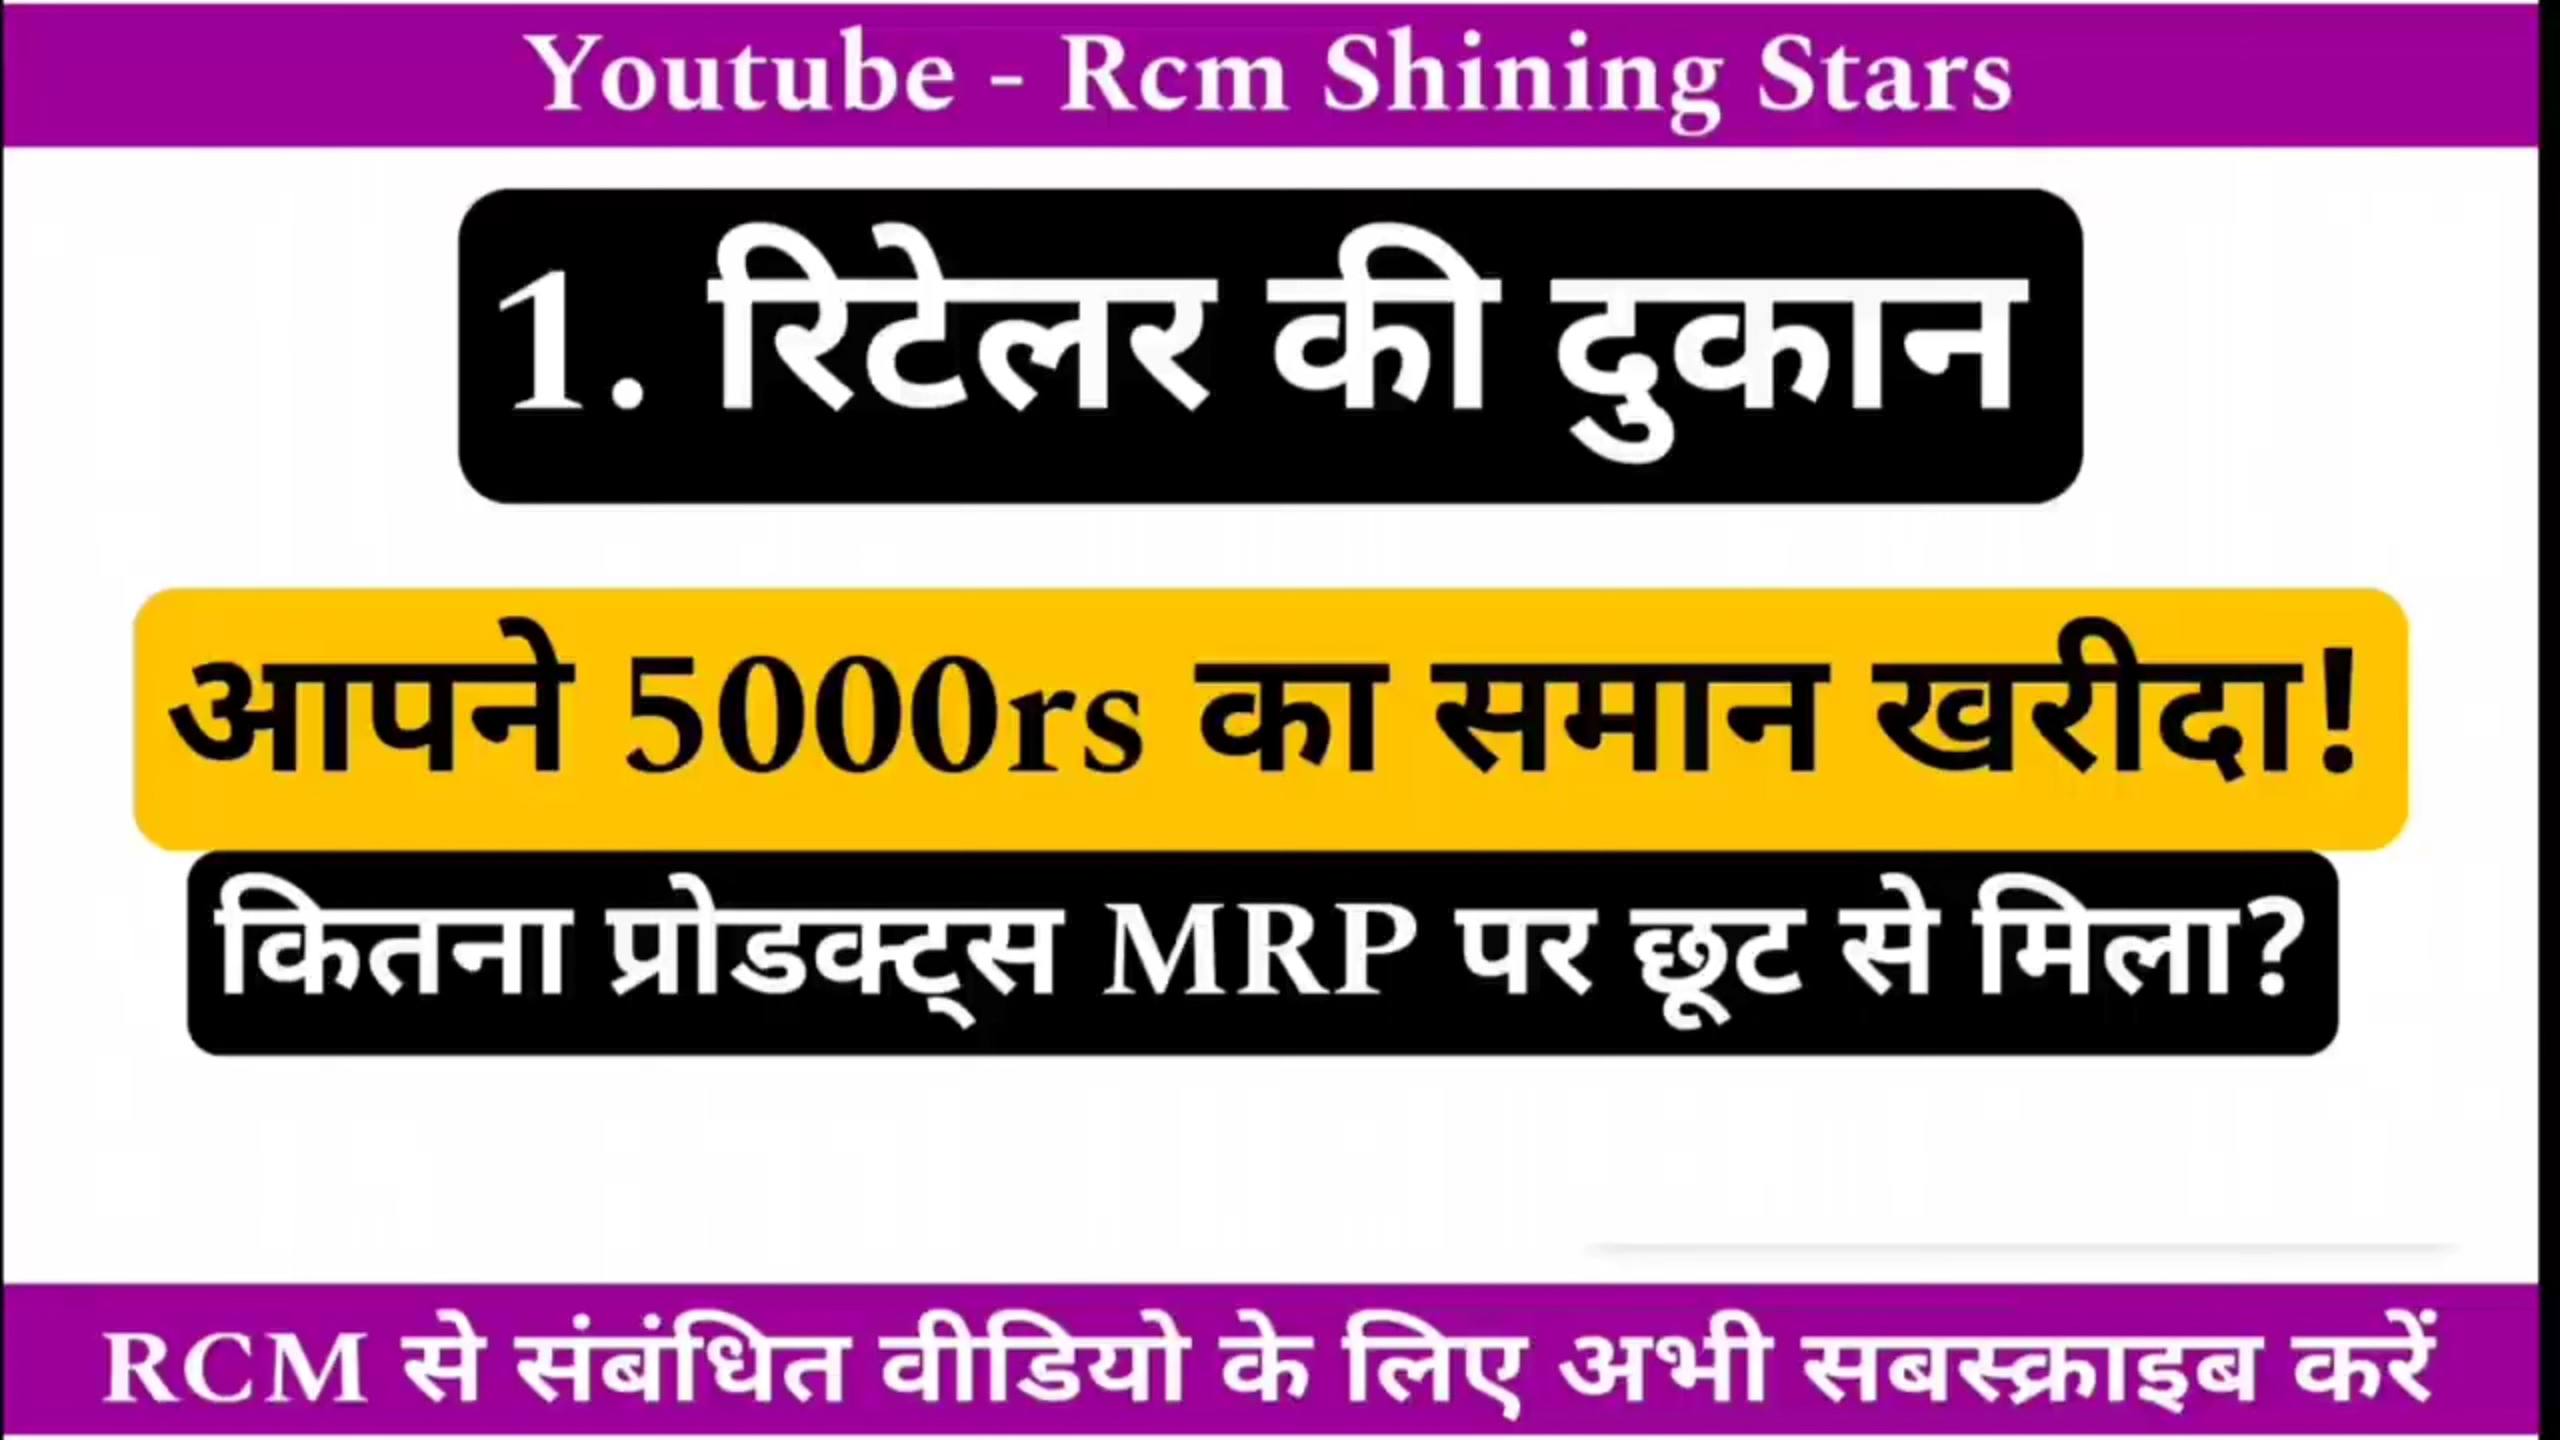 Youtube - Rcm Shining Stars
1. रिटेलर की दुकान
आपने 5000rs का समान खरीदा!
कितना प्रोडक्ट्स MRP पर छूट से मिला?
RCM से संबंधित वीडियो के लिए अभी सबस्क्राइब करें